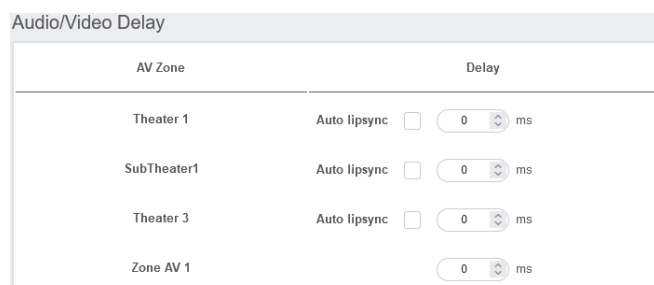 Audio/Video Delay
AV Zone Delay
Theater 1 Auto lipsync 0 ms
SubTheater1 Auto lipsync 0 ms
Theater 3 Auto lipsync 0 ms
Zone AV 1 0 ms